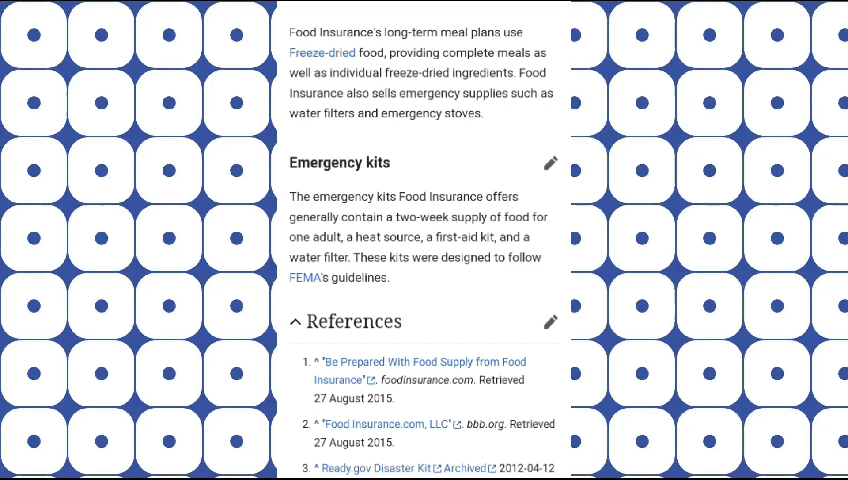 Food Insurance's long-term meal plans use
Freeze-dried food, providing complete meals as
well as individual freeze-dried ingredients. Food
Insurance also sells emergency supplies such as
water filters and emergency stoves.
Emergency kits
The emergency kits Food Insurance offers
generally contain a two-week supply of food for
one adult, a heat source, a first-aid kit, and a
water filter. These kits were designed to follow
FEMA's guidelines.
References
1. ^ "Be Prepared With Food Supply from Food
Insurance". foodinsurance.com. Retrieved
27 August 2015.
2. ^ "Food Insurance.com, LLC". bbb.org. Retrieved
27 August 2015.
3. ^ Ready.gov Disaster Kit Archived 2012-04-12